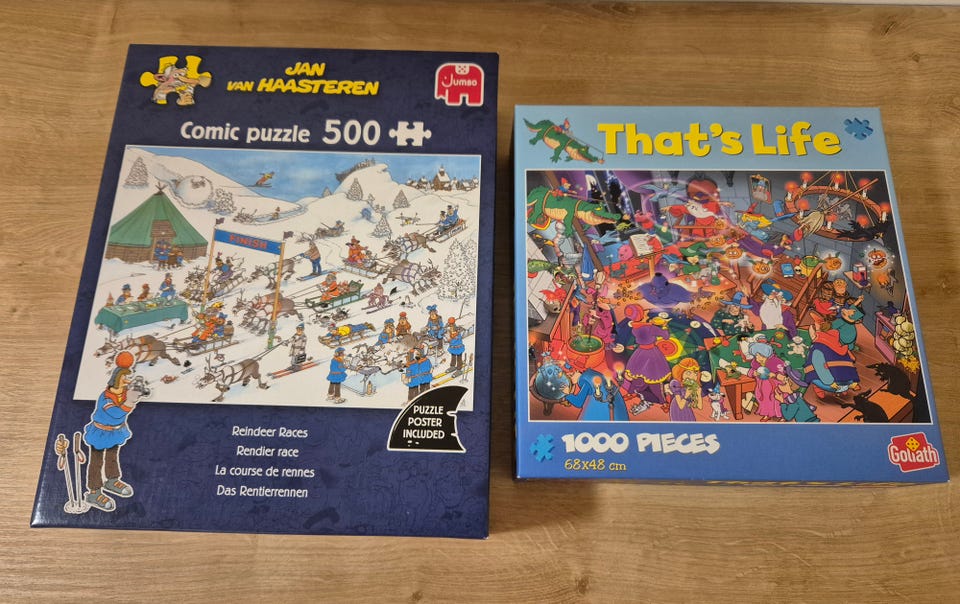 JAN
VAN HAASTEREN
Jumbo
Comic puzzle 500
FINISH
PUZZLE
POSTER
INCLUDED
Reindeer Races
Rendier race
La course de rennes
Das Rentierrennen
That's Life
1000 PIECES
68x48 cm
Goliath